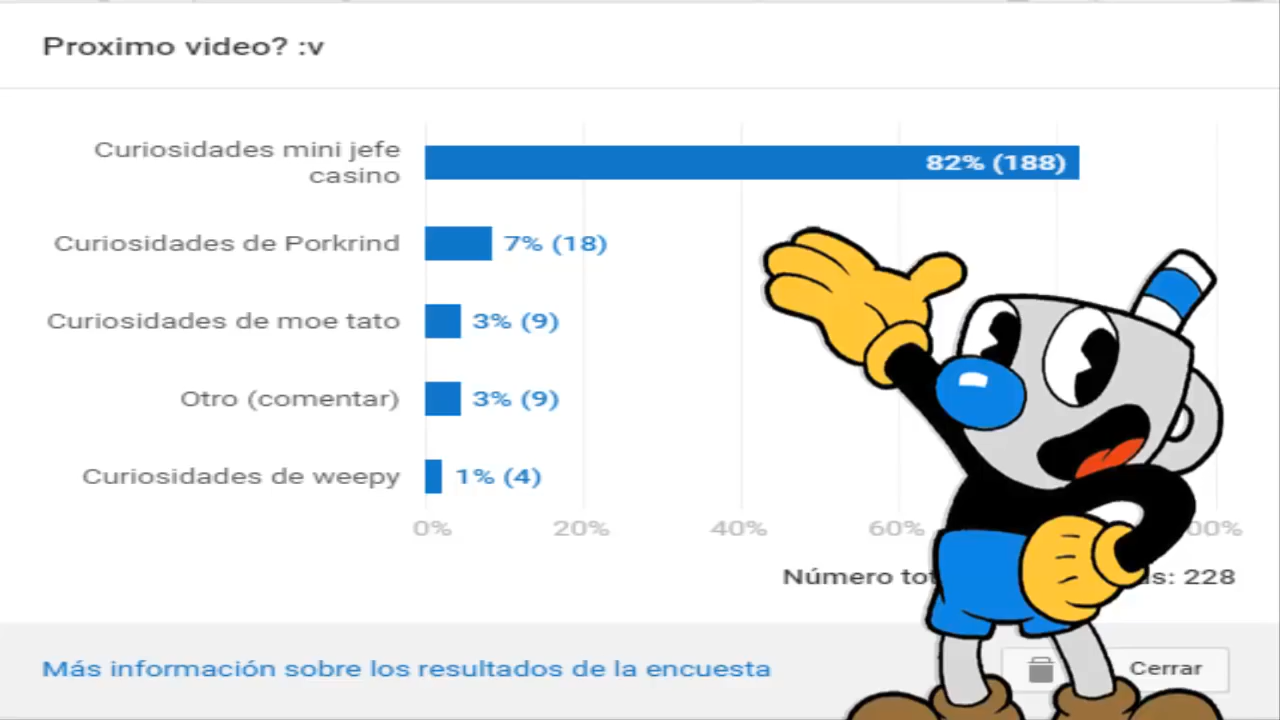 Proximo video? :v
Curiosidades mini jefe
casino
82% (188)
Curiosidades de Porkrind
7% (18)
Curiosidades de moe tato
3% (9)
Otro (comentar)
3% (9)
Curiosidades de weepy
1% (4)
0% 20% 40% 60%
Número 228
Más información sobre los resultados de la encuesta
Cerrar